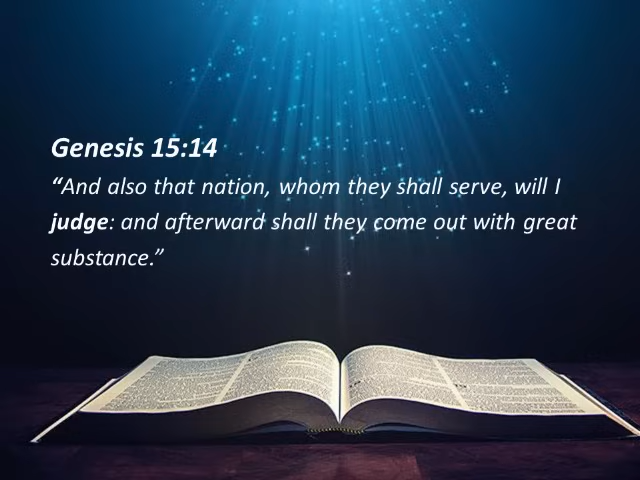 Genesis 15:14
“And also that nation, whom they shall serve, will I
judge: and afterward shall they come out with great
substance.”